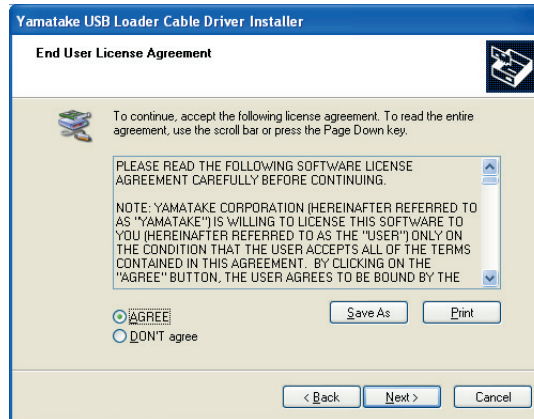 Yamatake USB Loader Cable Driver Installer
End User License Agreement
To continue, accept the following license agreement. To read the entire
agreement, use the scroll bar or press the Page Down key.
PLEASE READ THE FOLLOWING SOFTWARE LICENSE
AGREEMENT CAREFULLY BEFORE CONTINUING.
NOTE: YAMATAKE CORPORATION (HEREINAFTER REFERRED TO
AS "YAMATAKE") IS WILLING TO LICENSE THIS SOFTWARE TO
YOU (HEREINAFTER REFERRED TO AS THE "USER") ONLY ON
THE CONDITION THAT THE USER ACCEPTS ALL OF THE TERMS
CONTAINED IN THIS AGREEMENT. BY CLICKING ON THE
"AGREE" BUTTON, THE USER AGREES TO BE BOUND BY THE
AGREE
Save As
Print
DON'T agree
< Back
Next >
Cancel